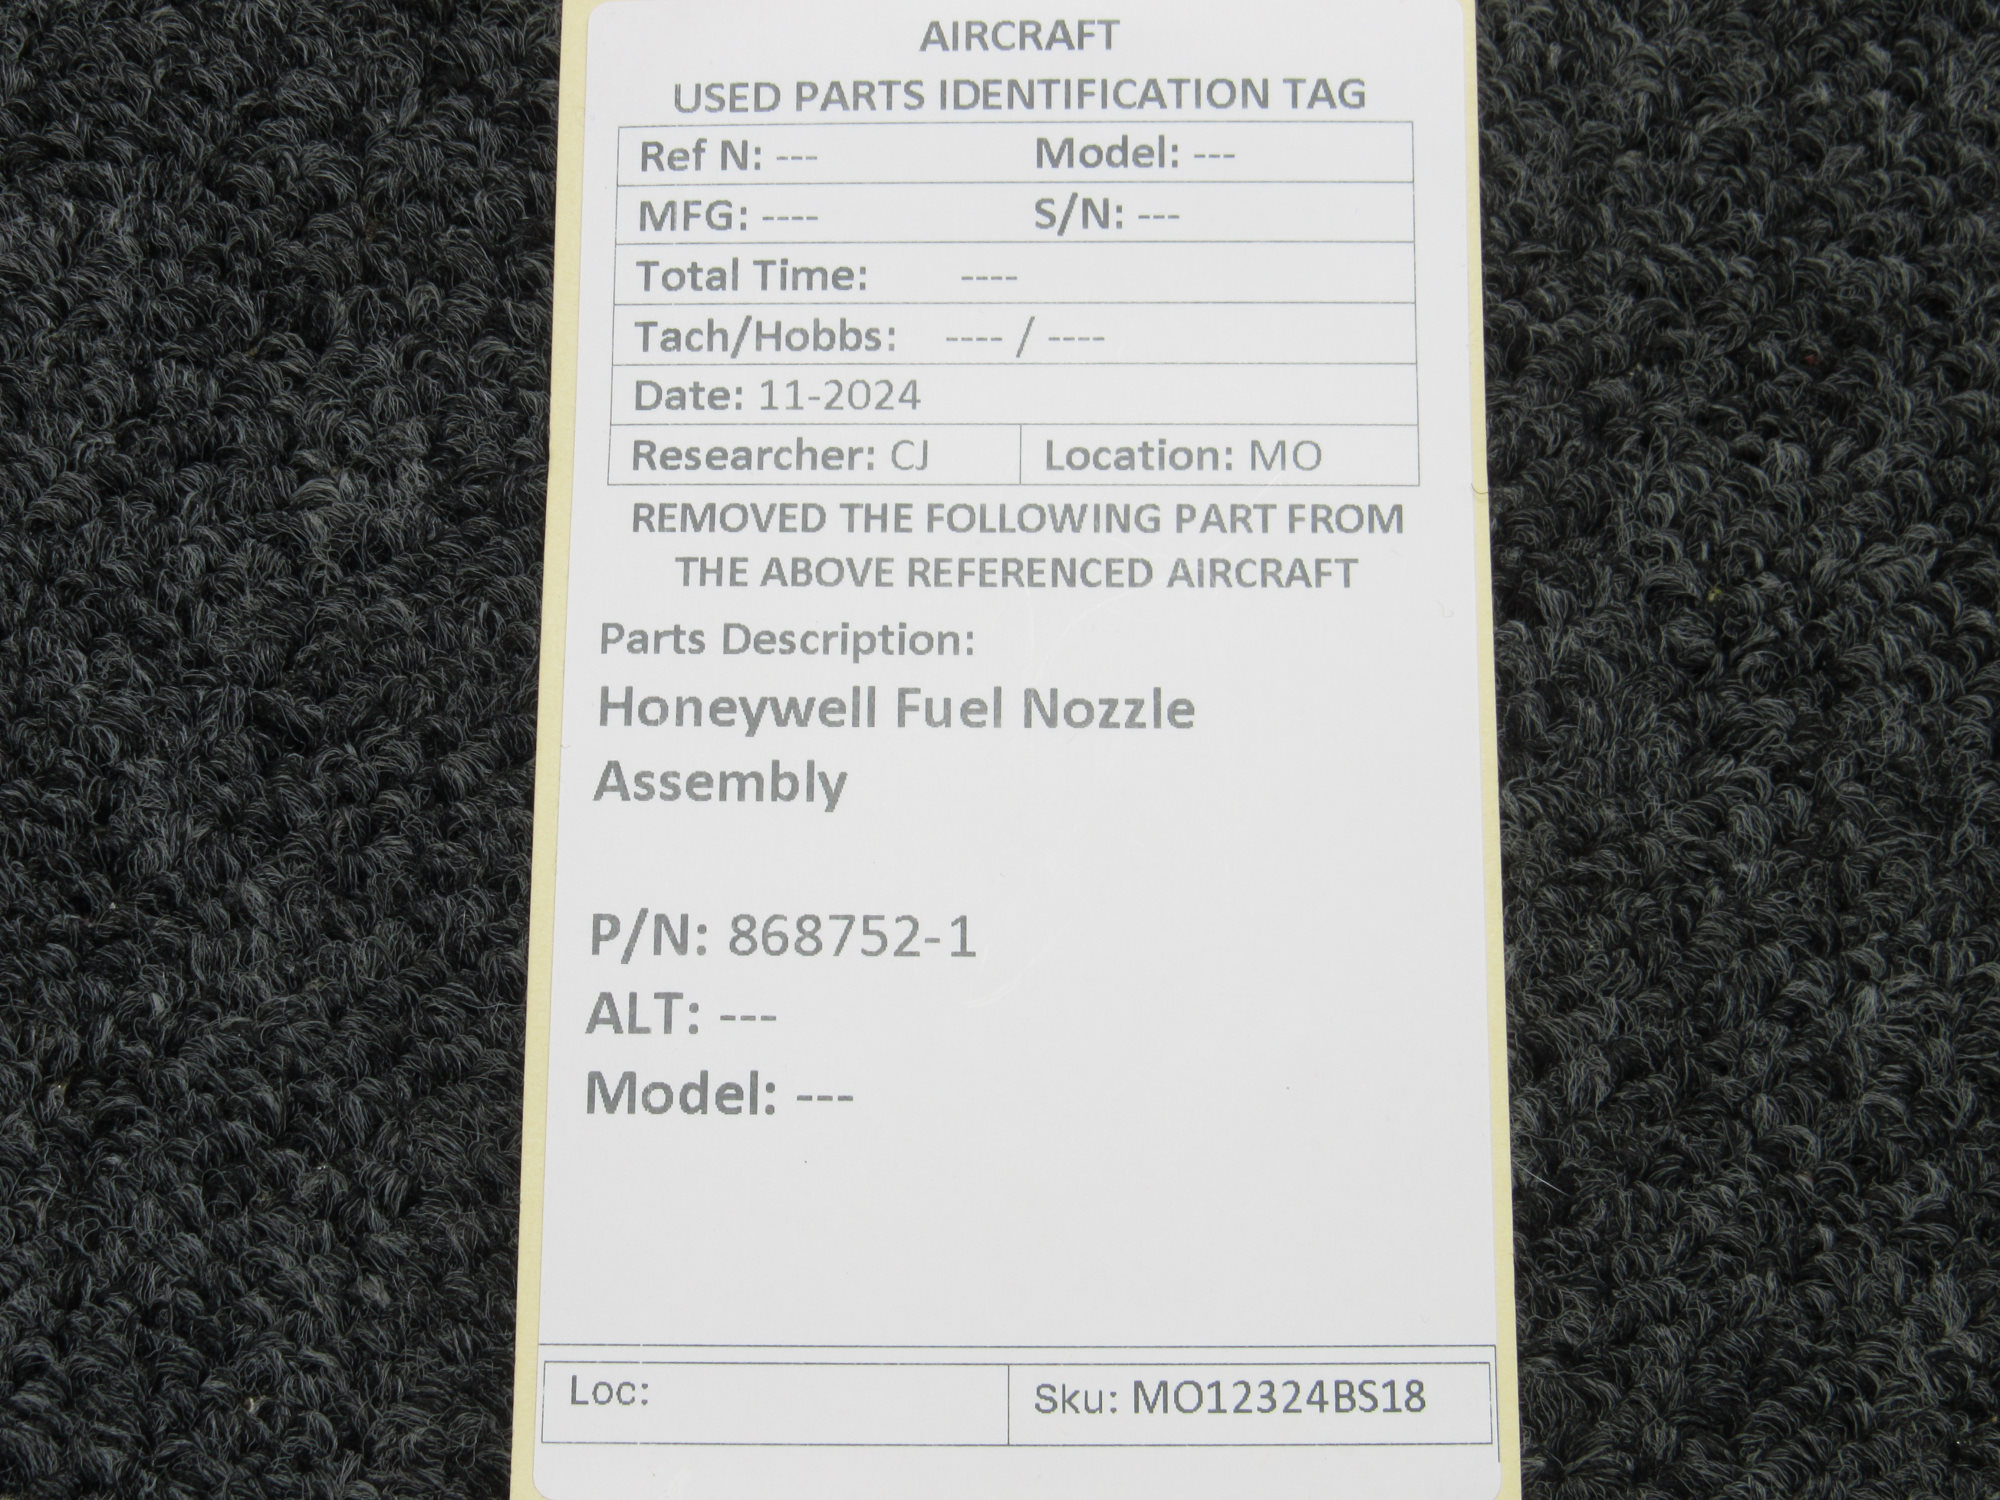 AIRCRAFT
USED PARTS IDENTIFICATION TAG
Ref N: --- Model: ---
MFG: ---- S/N: ---
Total Time: ----
Tach/Hobbs: ---- / ----
Date: 11-2024
Researcher: CJ Location: MO
REMOVED THE FOLLOWING PART FROM
THE ABOVE REFERENCED AIRCRAFT
Parts Description:
Honeywell Fuel Nozzle
Assembly
P/N: 868752-1
ALT: ---
Model: ---
Loc: Sku: MO12324BS18